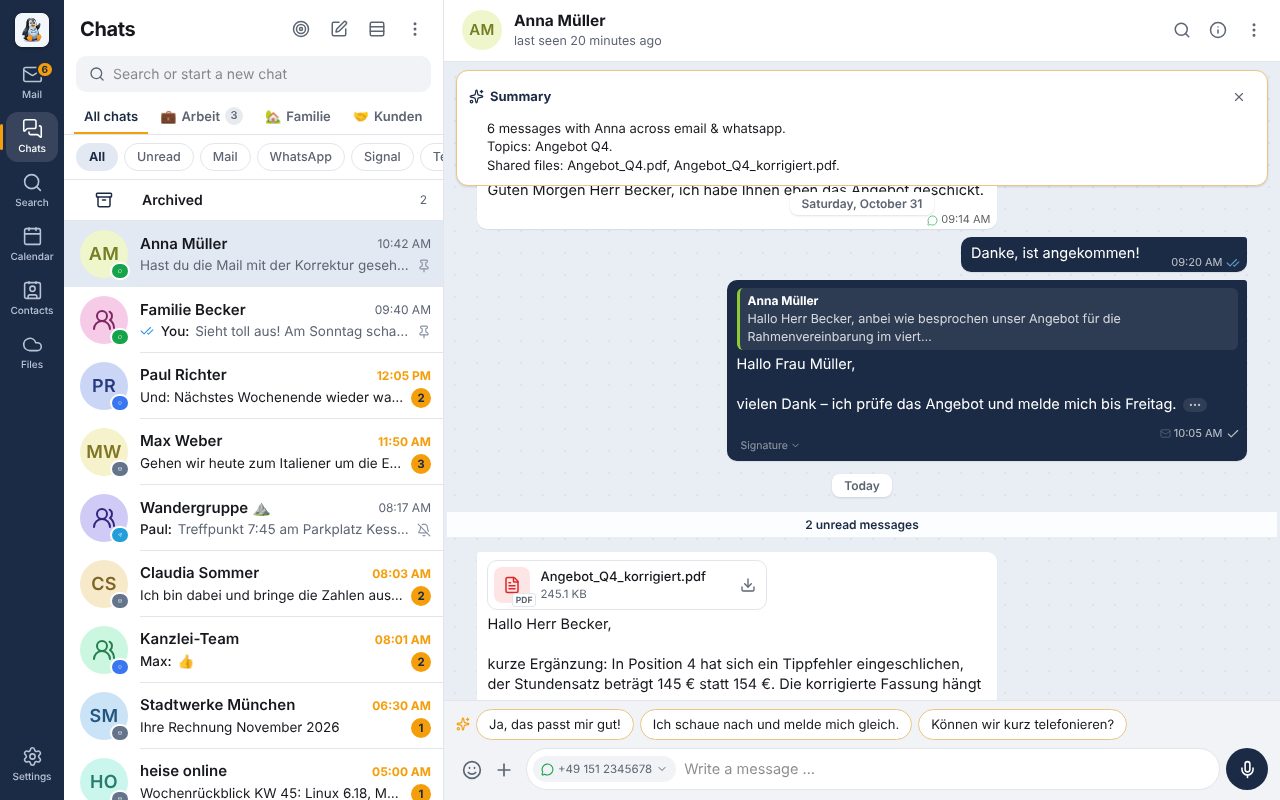 Chats
Search or start a new chat
All chats
💼 Arbeit 3
🏡 Familie
🤝 Kunden
All
Unread
Mail
WhatsApp
Signal
Archived 2
AM
Anna Müller 10:42 AM
Hast du die Mail mit der Korrektur geseh...
Familie Becker 09:40 AM
You: Sieht toll aus! Am Sonntag scha...
PR
Paul Richter 12:05 PM
Und: Nächstes Wochenende wieder wa... 2
MW
Max Weber 11:50 AM
Gehen wir heute zum Italiener um die E... 3
Wandergruppe ⛰️ 08:17 AM
Paul: Treffpunkt 7:45 am Parkplatz Kess...
CS
Claudia Sommer 08:03 AM
Ich bin dabei und bringe die Zahlen aus... 2
Kanzlei-Team 08:01 AM
Max: 👍 2
SM
Stadtwerke München 06:30 AM
Ihre Rechnung November 2026 1
HO
heise online 05:00 AM
Wochenrückblick KW 45: Linux 6.18, M... 1
6
Mail
Chats
Search
Calendar
Contacts
Files
Settings
AM
Anna Müller
last seen 20 minutes ago
Summary
6 messages with Anna across email & whatsapp.
Topics: Angebot Q4.
Shared files: Angebot_Q4.pdf, Angebot_Q4_korrigiert.pdf.
Guten Morgen Herr Becker, ich habe Ihnen eben das Angebot geschickt.
Saturday, October 31
09:14 AM
Danke, ist angekommen! 09:20 AM
Anna Müller
Hallo Herr Becker, anbei wie besprochen unser Angebot für die
Rahmenvereinbarung im viert...
Hallo Frau Müller,
vielen Dank – ich prüfe das Angebot und melde mich bis Freitag. ...
10:05 AM
Signature
Today
2 unread messages
Angebot_Q4_korrigiert.pdf
PDF
245.1 KB
Hallo Herr Becker,
kurze Ergänzung: In Position 4 hat sich ein Tippfehler eingeschlichen,
der Stundensatz beträgt 145 € statt 154 €. Die korrigierte Fassung hängt
Ja, das passt mir gut!
Ich schaue nach und melde mich gleich.
Können wir kurz telefonieren?
+49 151 2345678
Write a message ...